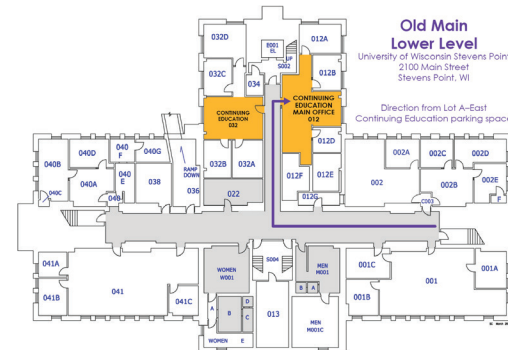 Old Main
Lower Level
University of Wisconsin Stevens Point
2100 Main Street
Stevens Point, WI
Direction from Lot A–East
Continuing Education parking space
032D
B001
EL
UP
S002
012A
032C
034
012B
CONTINUING
EDUCATION
032
CONTINUING
EDUCATION
MAIN OFFICE
012
012D
040B
040D
040
F
040G
RAMP
DOWN
032B
032A
012F
012E
002A
002C
002D
040C
040A
040
E
038
036
022
012G
002
002B
002E
F
C003
041A
041B
041
041C
WOMEN
W001
S004
MEN
M001
B
A
001C
001B
001
001A
A
B
D
C
WOMEN
E
013
MEN
M001C